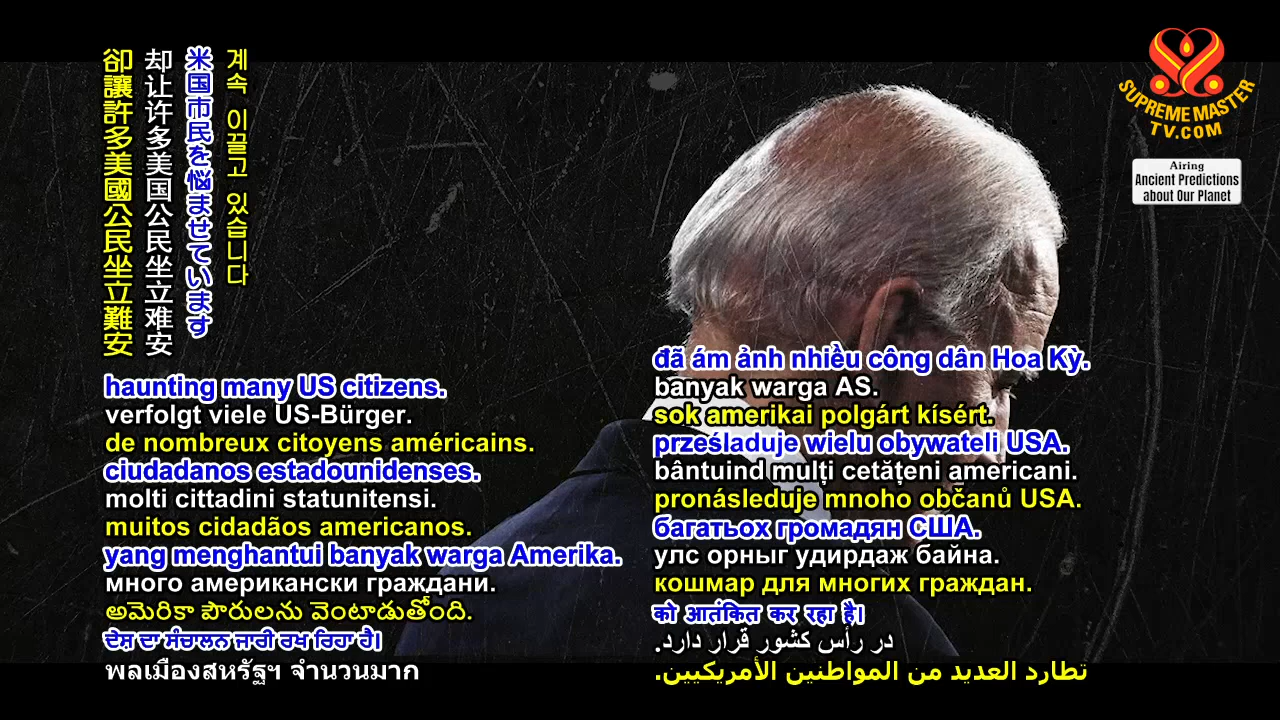 卻讓許多美國公民坐立難安
却让许多美国公民坐立难安
米国市民を悩ませています
계속 이끌고 있습니다
haunting many US citizens.
verfolgt viele US-Bürger.
de nombreux citoyens américains.
ciudadanos estadounidenses.
molti cittadini statunitensi.
muitos cidadãos americanos.
yang menghantui banyak warga Amerika.
много американски граждани.
అమెరికా పౌరులను వెంటాడుతోంది.
ਦੇਸ਼ ਦਾ ਸੰਚਾਲਨ ਜਾਰੀ ਰਖ ਰਿਹਾ ਹੈ।
พลเมืองสหรัฐฯ จำนวนมาก
đã ám ảnh nhiều công dân Hoa Kỳ.
banyak warga AS.
sok amerikai polgárt kísért.
prześladuje wielu obywateli USA.
bântuind mulți cetățeni americani.
pronásleduje mnoho občanů USA.
багатьох громадян США.
улс орныг удирдаж байна.
кошмар для многих граждан.
को आतंकित कर रहा है।
در رأس کشور قرار دارد.
تطارد العديد من المواطنين الأمريكيين.
SUPREME MASTER
TV.COM
Airing
Ancient Predictions
about Our Planet